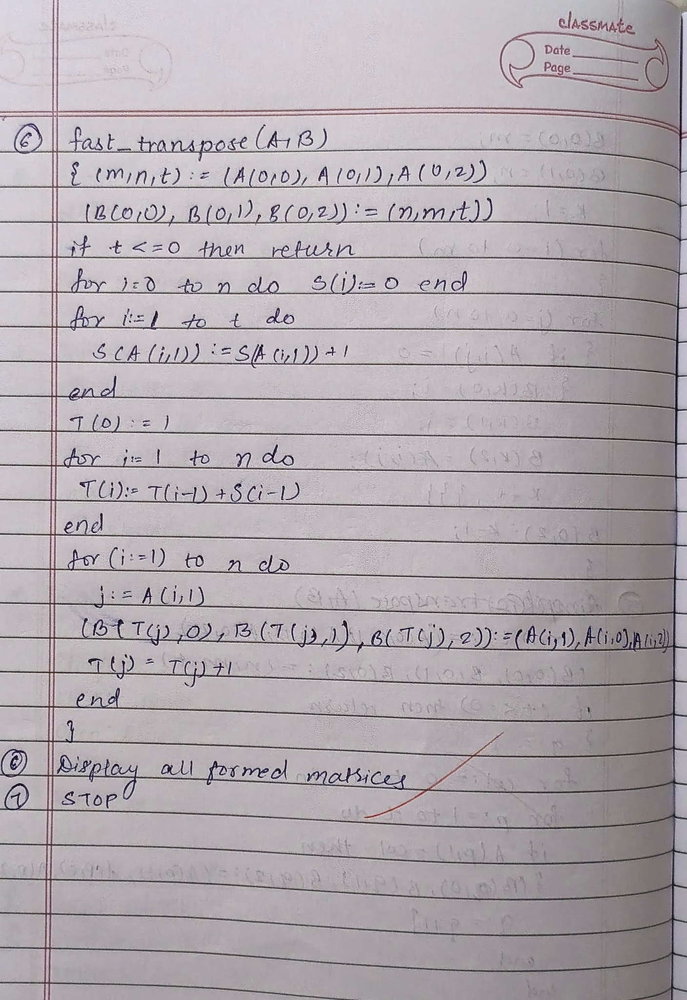 classmate
Date
Page
⑥ fast_transpose (A, B)
{ (m,n,t) := (A(0,0), A(0,1), A(0,2))
(B(0,0), B(0,1), B(0,2)) := (n,m,t))
if t <=0 then return
for i=0 to n do S(i):=0 end
for i:=1 to t do
S(A(i,1)) := S(A(i,1))+1
end
T(0) := 1
for i:= 1 to n do
T(i):= T(i-1) + S(i-1)
end
for (i:=1) to n do
j := A(i,1)
(B(T(j),0), B(T(j),1), B(T(j),2)) := (A(i,1), A(i,0), A(i,2))
T(j) = T(j)+1
end
}
⑥ Display all formed matrices
⑦ STOP